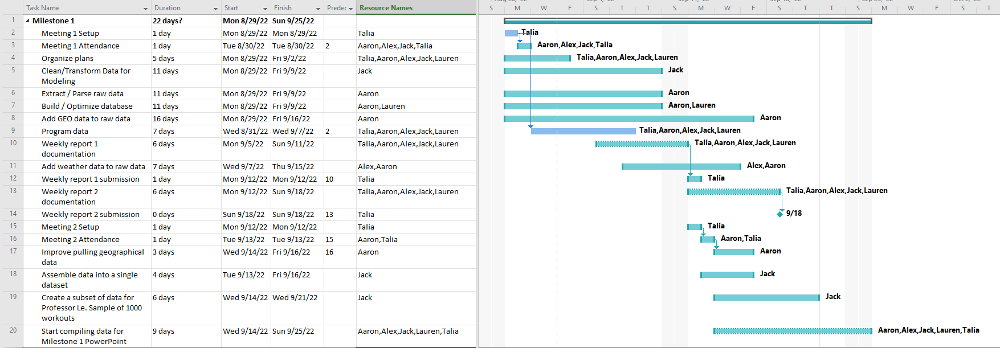 Task Name Duration Start Finish Predec Resource Names S M W F S T T S M W F S T T S M W F S T
1 Milestone 1 22 days? Mon 8/29/22 Sun 9/25/22
2 Meeting 1 Setup 1 day Mon 8/29/22 Mon 8/29/22 Talia Talia
3 Meeting 1 Attendance 1 day Tue 8/30/22 Tue 8/30/22 2 Aaron,Alex,Jack,Talia Aaron,Alex,Jack,Talia
4 Organize plans 5 days Mon 8/29/22 Fri 9/2/22 Talia,Aaron,Alex,Jack,Lauren Talia,Aaron,Alex,Jack,Lauren
5 Clean/Transform Data for 11 days Mon 8/29/22 Fri 9/9/22 Jack Jack
Modeling
6 Extract / Parse raw data 11 days Mon 8/29/22 Fri 9/9/22 Aaron Aaron
7 Build / Optimize database 11 days Mon 8/29/22 Fri 9/9/22 Aaron,Lauren Aaron,Lauren
8 Add GEO data to raw data 16 days Mon 8/29/22 Fri 9/16/22 Aaron Aaron
9 Program data 7 days Wed 8/31/22 Wed 9/7/22 2 Talia,Aaron,Alex,Jack,Lauren Talia,Aaron,Alex,Jack,Lauren
10 Weekly report 1 6 days Mon 9/5/22 Sun 9/11/22 Talia,Aaron,Alex,Jack,Lauren Talia,Aaron,Alex,Jack,Lauren
documentation
11 Add weather data to raw data 7 days Wed 9/7/22 Thu 9/15/22 Alex,Aaron Alex,Aaron
12 Weekly report 1 submission 1 day Mon 9/12/22 Mon 9/12/22 10 Talia Talia
13 Weekly report 2 6 days Mon 9/12/22 Sun 9/18/22 Talia,Aaron,Alex,Jack,Lauren Talia,Aaron,Alex,Jack,Lauren
documentation
14 Weekly report 2 submission 0 days Sun 9/18/22 Sun 9/18/22 13 Talia 9/18
15 Meeting 2 Setup 1 day Mon 9/12/22 Mon 9/12/22 Talia Talia
16 Meeting 2 Attendance 1 day Tue 9/13/22 Tue 9/13/22 15 Aaron,Talia Aaron,Talia
17 Improve pulling geographical 3 days Wed 9/14/22 Fri 9/16/22 16 Aaron Aaron
data
18 Assemble data into a single 4 days Tue 9/13/22 Fri 9/16/22 Jack Jack
dataset
19 Create a subset of data for 6 days Wed 9/14/22 Wed 9/21/22 Jack Jack
Professor Le. Sample of 1000
workouts
20 Start compiling data for 9 days Wed 9/14/22 Sun 9/25/22 Aaron,Alex,Jack,Lauren,Talia Aaron,Alex,Jack,Lauren,Talia
Milestone 1 PowerPoint